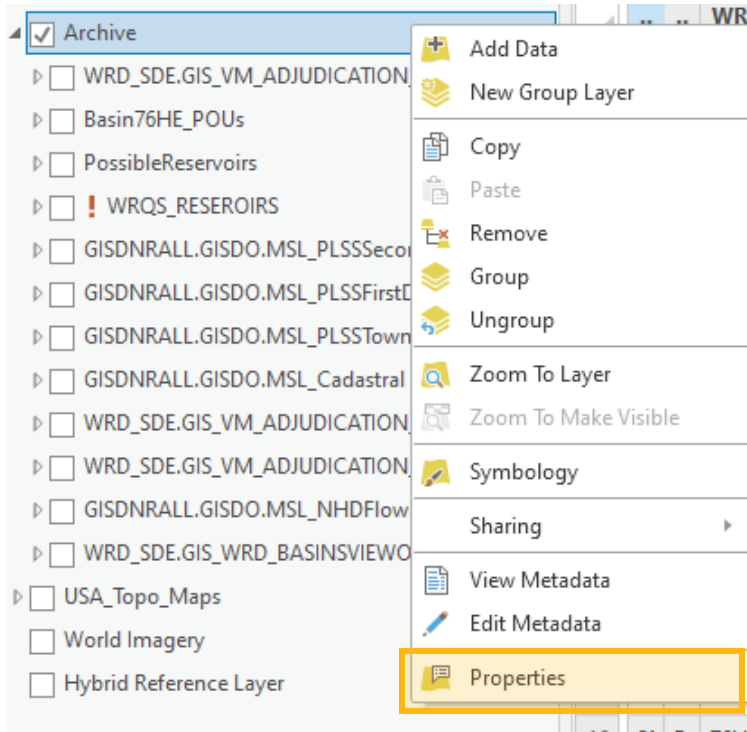 Archive
WRD_SDE.GIS_VM_ADJUDICATION_
Basin76HE_POUs
PossibleReservoirs
! WRQS_RESEROIRS
GISDNRALL.GISDO.MSL_PLSSSecon
GISDNRALL.GISDO.MSL_PLSSFirstD
GISDNRALL.GISDO.MSL_PLSSTown
GISDNRALL.GISDO.MSL_Cadastral
WRD_SDE.GIS_VM_ADJUDICATION_
WRD_SDE.GIS_VM_ADJUDICATION_
GISDNRALL.GISDO.MSL_NHDFlow
WRD_SDE.GIS_WRD_BASINSVIEWO
USA_Topo_Maps
World Imagery
Hybrid Reference Layer
Add Data
New Group Layer
Copy
Paste
Remove
Group
Ungroup
Zoom To Layer
Zoom To Make Visible
Symbology
Sharing
View Metadata
Edit Metadata
Properties
WR